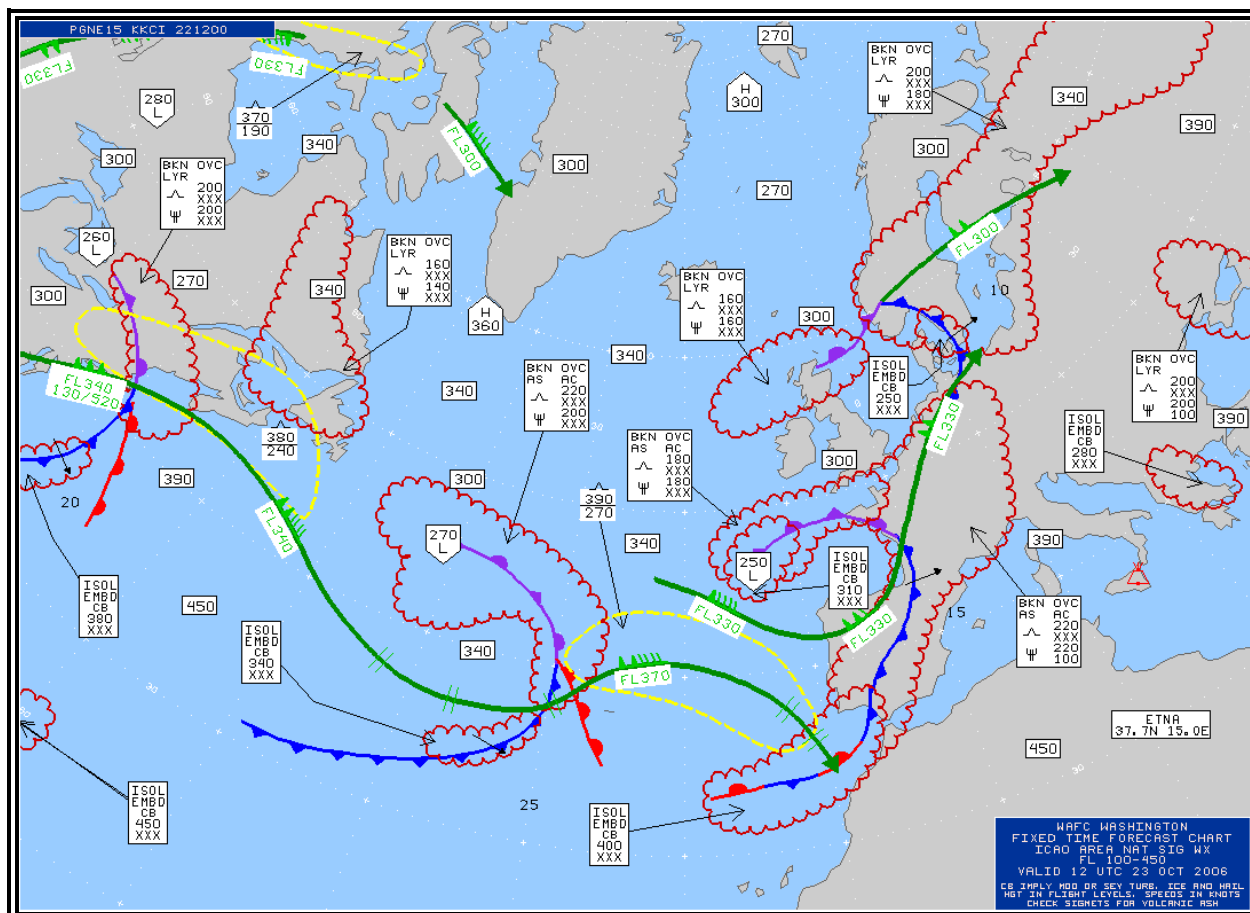 PGNE15 KKCI 221200
FL330
FL330
270
H
300
BKN OVC
LYR
200
XXX
180
XXX
340
390
280
L
370
190
340
300
FL300
300
270
300
300
BKN OVC
LYR
200
XXX
200
XXX
260
L
270
300
340
BKN OVC
LYR
160
XXX
140
XXX
H
360
BKN OVC
LYR
160
XXX
160
XXX
300
FL300
10
FL340
130/520
380
240
390
20
340
340
BKN OVC
AS AC
220
XXX
200
XXX
ISOL
EMBD
CB
250
XXX
FL330
BKN OVC
LYR
200
XXX
200
100
ISOL
EMBD
CB
280
XXX
390
BKN OVC
AS AC
180
XXX
180
XXX
300
300
390
270
340
FL340
270
L
250
L
ISOL
EMBD
CB
310
XXX
390
ISOL
EMBD
CB
380
XXX
450
ISOL
EMBD
CB
340
XXX
340
FL330
FL330
15
BKN OVC
AS AC
220
XXX
220
100
FL370
ETNA
37.7N 15.0E
450
ISOL
EMBD
CB
450
XXX
25
ISOL
EMBD
CB
400
XXX
30
30
WAFC WASHINGTON
FIXED TIME FORECAST CHART
ICAO AREA NAT SIG WX
FL 100-450
VALID 12 UTC 23 OCT 2006
CB IMPLY MOD OR SEV TURB, ICE AND HAIL
HGT IN FLIGHT LEVELS, SPEEDS IN KNOTS
CHECK SIGMETS FOR VOLCANIC ASH